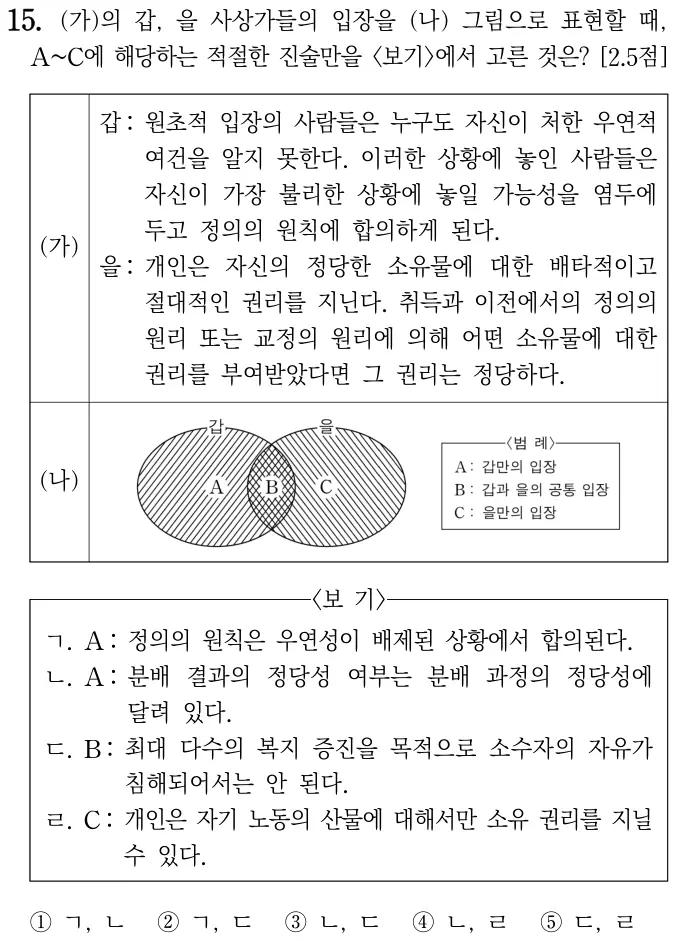 15. (가)의 갑, 을 사상가들의 입장을 (나) 그림으로 표현할 때,
A~C에 해당하는 적절한 진술만을 <보기>에서 고른 것은? [2.5점]
(가)
갑: 원초적 입장의 사람들은 누구도 자신이 처한 우연적
여건을 알지 못한다. 이러한 상황에 놓인 사람들은
자신이 가장 불리한 상황에 놓일 가능성을 염두에
두고 정의의 원칙에 합의하게 된다.
을: 개인은 자신의 정당한 소유물에 대한 배타적이고
절대적인 권리를 지닌다. 취득과 이전에서의 정의의
원리 또는 교정의 원리에 의해 어떤 소유물에 대한
권리를 부여받았다면 그 권리는 정당하다.
(나)
갑 을
A B C
<범 례>
A: 갑만의 입장
B: 갑과 을의 공통 입장
C: 을만의 입장
<보 기>
ㄱ. A: 정의의 원칙은 우연성이 배제된 상황에서 합의된다.
ㄴ. A: 분배 결과의 정당성 여부는 분배 과정의 정당성에
달려 있다.
ㄷ. B: 최대 다수의 복지 증진을 목적으로 소수자의 자유가
침해되어서는 안 된다.
ㄹ. C: 개인은 자기 노동의 산물에 대해서만 소유 권리를 지닐
수 있다.
① ㄱ, ㄴ ② ㄱ, ㄷ ③ ㄴ, ㄷ ④ ㄴ, ㄹ ⑤ ㄷ, ㄹ